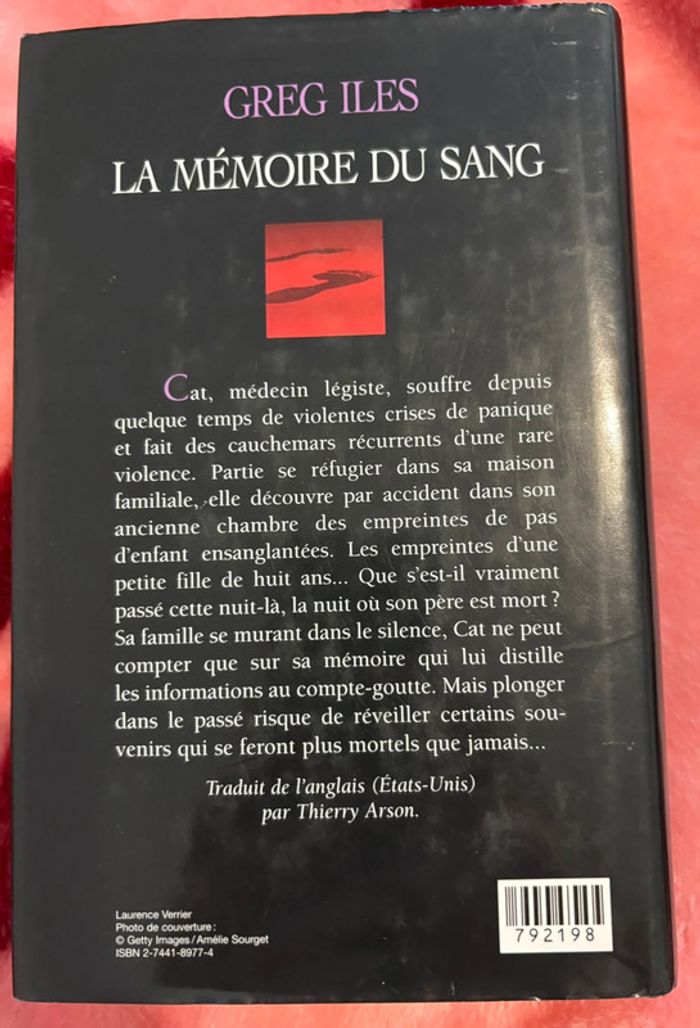 GREG ILES
LA MÉMOIRE DU SANG
Cat, médecin légiste, souffre depuis
quelque temps de violentes crises de panique
et fait des cauchemars récurrents d'une rare
violence. Partie se réfugier dans sa maison
familiale, elle découvre par accident dans son
ancienne chambre des empreintes de pas
d'enfant ensanglantées. Les empreintes d'une
petite fille de huit ans... Que s'est-il vraiment
passé cette nuit-là, la nuit où son père est mort ?
Sa famille se murant dans le silence, Cat ne peut
compter que sur sa mémoire qui lui distille
les informations au compte-goutte. Mais plonger
dans le passé risque de réveiller certains sou-
venirs qui se feront plus mortels que jamais...
Traduit de l'anglais (États-Unis)
par Thierry Arson.
Laurence Verrier
Photo de couverture :
© Getty Images / Amélie Sourget
ISBN 2-7441-8977-4
792198